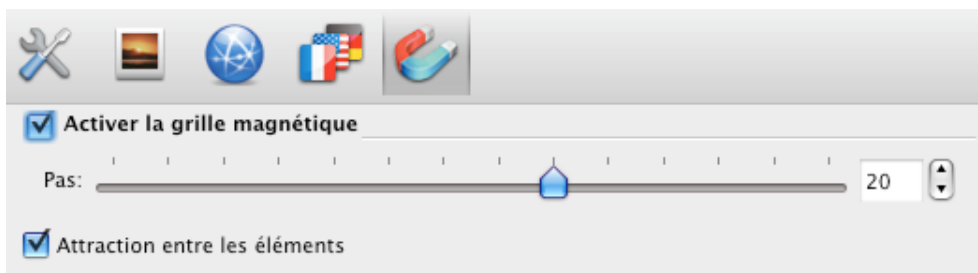 Activer la grille magnétique
Pas: 20
Attraction entre les éléments